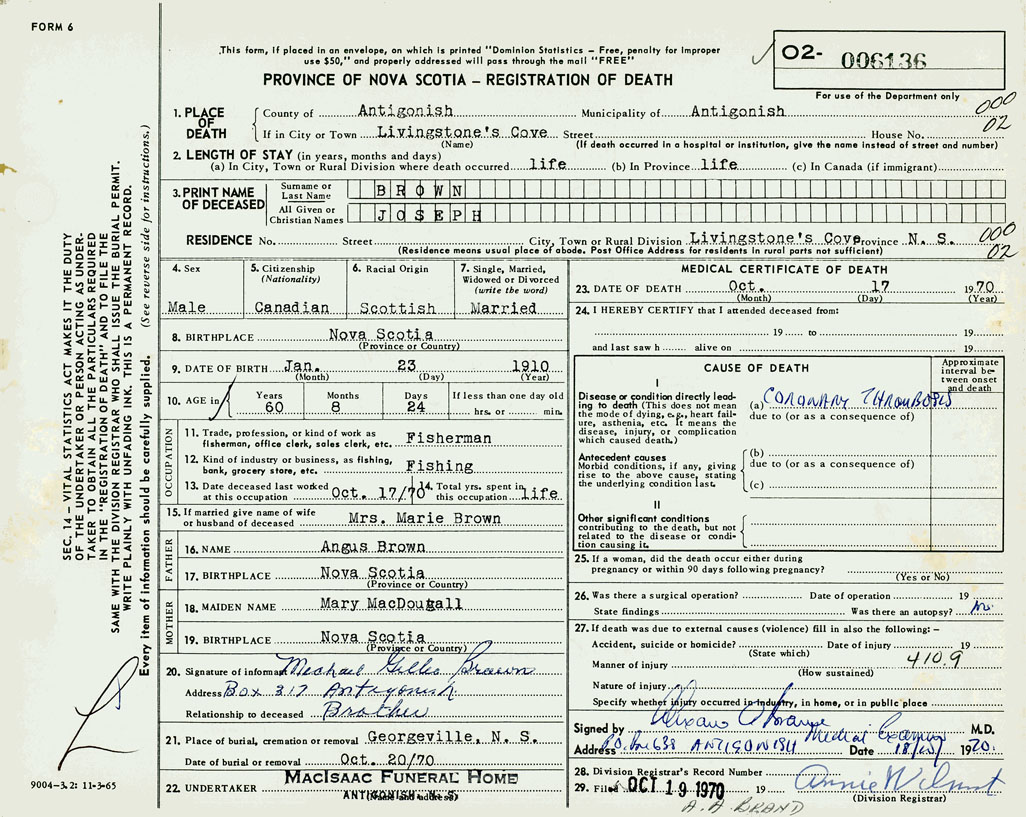 FORM 6
This form, if placed in an envelope, on which is printed "Dominion Statistics – Free, penalty for improper
use $50," and properly addressed will pass through the mail "FREE"
PROVINCE OF NOVA SCOTIA – REGISTRATION OF DEATH
02- 006136
For use of the Department only
SEC. 14 – VITAL STATISTICS ACT MAKES IT THE DUTY
OF THE UNDERTAKER OR PERSON ACTING AS UNDER-
TAKER TO OBTAIN ALL THE PARTICULARS REQUIRED
IN THE "REGISTRATION OF DEATH" AND TO FILE THE
SAME WITH THE DIVISION REGISTRAR WHO SHALL ISSUE THE BURIAL PERMIT.
WRITE PLAINLY WITH UNFADING INK. THIS IS A PERMANENT RECORD.
Every item of information should be carefully supplied. (See reverse side for instructions.)
1. PLACE OF DEATH
County of Antigonish Municipality of Antigonish 000
If in City or Town Livingstone's Cove Street House No. 02
(Name) (If death occurred in a hospital or institution, give the name instead of street and number)
2. LENGTH OF STAY (in years, months and days)
(a) In City, Town or Rural Division where death occurred life (b) In Province life (c) In Canada (if immigrant)
3. PRINT NAME OF DECEASED
Surname or Last Name BROWN
All Given or Christian Names JOSEPH
RESIDENCE No. Street City, Town or Rural Division Livingstone's Cove Province N. S. 000
(Residence means usual place of abode. Post Office Address for residents in rural parts not sufficient) 02
4. Sex
Male
5. Citizenship
(Nationality)
Canadian
6. Racial Origin
Scottish
7. Single, Married,
Widowed or Divorced
(write the word)
Married
8. BIRTHPLACE Nova Scotia
(Province or Country)
9. DATE OF BIRTH Jan. 23 1910
(Month) (Day) (Year)
10. AGE in Years Months Days If less than one day old
60 8 24 hrs. or min.
OCCUPATION
11. Trade, profession, or kind of work as
fisherman, office clerk, sales clerk, etc. Fisherman
12. Kind of industry or business, as fishing,
bank, grocery store, etc. Fishing
13. Date deceased last worked
at this occupation Oct. 17/70
14. Total yrs. spent in
this occupation life
15. If married give name of wife
or husband of deceased Mrs. Marie Brown
FATHER
16. NAME Angus Brown
17. BIRTHPLACE Nova Scotia
(Province or Country)
MOTHER
18. MAIDEN NAME Mary MacDougall
19. BIRTHPLACE Nova Scotia
(Province or Country)
20. Signature of informant Michael Gillis Brown
Address Box 317 Antigonish
Relationship to deceased Brother
21. Place of burial, cremation or removal Georgeville, N. S.
Date of burial or removal Oct. 20/70
22. UNDERTAKER MACISAAC FUNERAL HOME
ANTIGONISH, N. S.
(Name and address)
9004-3.2: 11-3-65
MEDICAL CERTIFICATE OF DEATH
23. DATE OF DEATH Oct. 17 1970
(Month) (Day) (Year)
24. I HEREBY CERTIFY that I attended deceased from:
19 to 19
and last saw h alive on 19
CAUSE OF DEATH
Approximate
interval be-
tween onset
and death
I
Disease or condition directly lead-
ing to death (This does not mean
the mode of dying, e.g., heart fail-
ure, asthenia, etc. It means the
disease, injury, or complication
which caused death.)
(a) CORONARY THROMBOSIS
due to (or as a consequence of)
Antecedent causes
Morbid conditions, if any, giving
rise to the above cause, stating
the underlying condition last.
(b)
due to (or as a consequence of)
(c)
II
Other significant conditions
contributing to the death, but not
related to the disease or condi-
tion causing it.
25. If a woman, did the death occur either during
pregnancy or within 90 days following pregnancy?
(Yes or No)
26. Was there a surgical operation? Date of operation 19
State findings Was there an autopsy? No.
27. If death was due to external causes (violence) fill in also the following: –
Accident, suicide or homicide? Date of injury 19
(State which)
Manner of injury 410.9
(How sustained)
Nature of injury
Specify whether injury occurred in industry, in home, or in public place
Signed by Medical Examiner M.D.
Address P.O. Box 638 ANTIGONISH Date 1970.
28. Division Registrar's Record Number
29. Filed OCT 19 1970 19 Annie Wilmot
(Division Registrar)
A. A BRAND